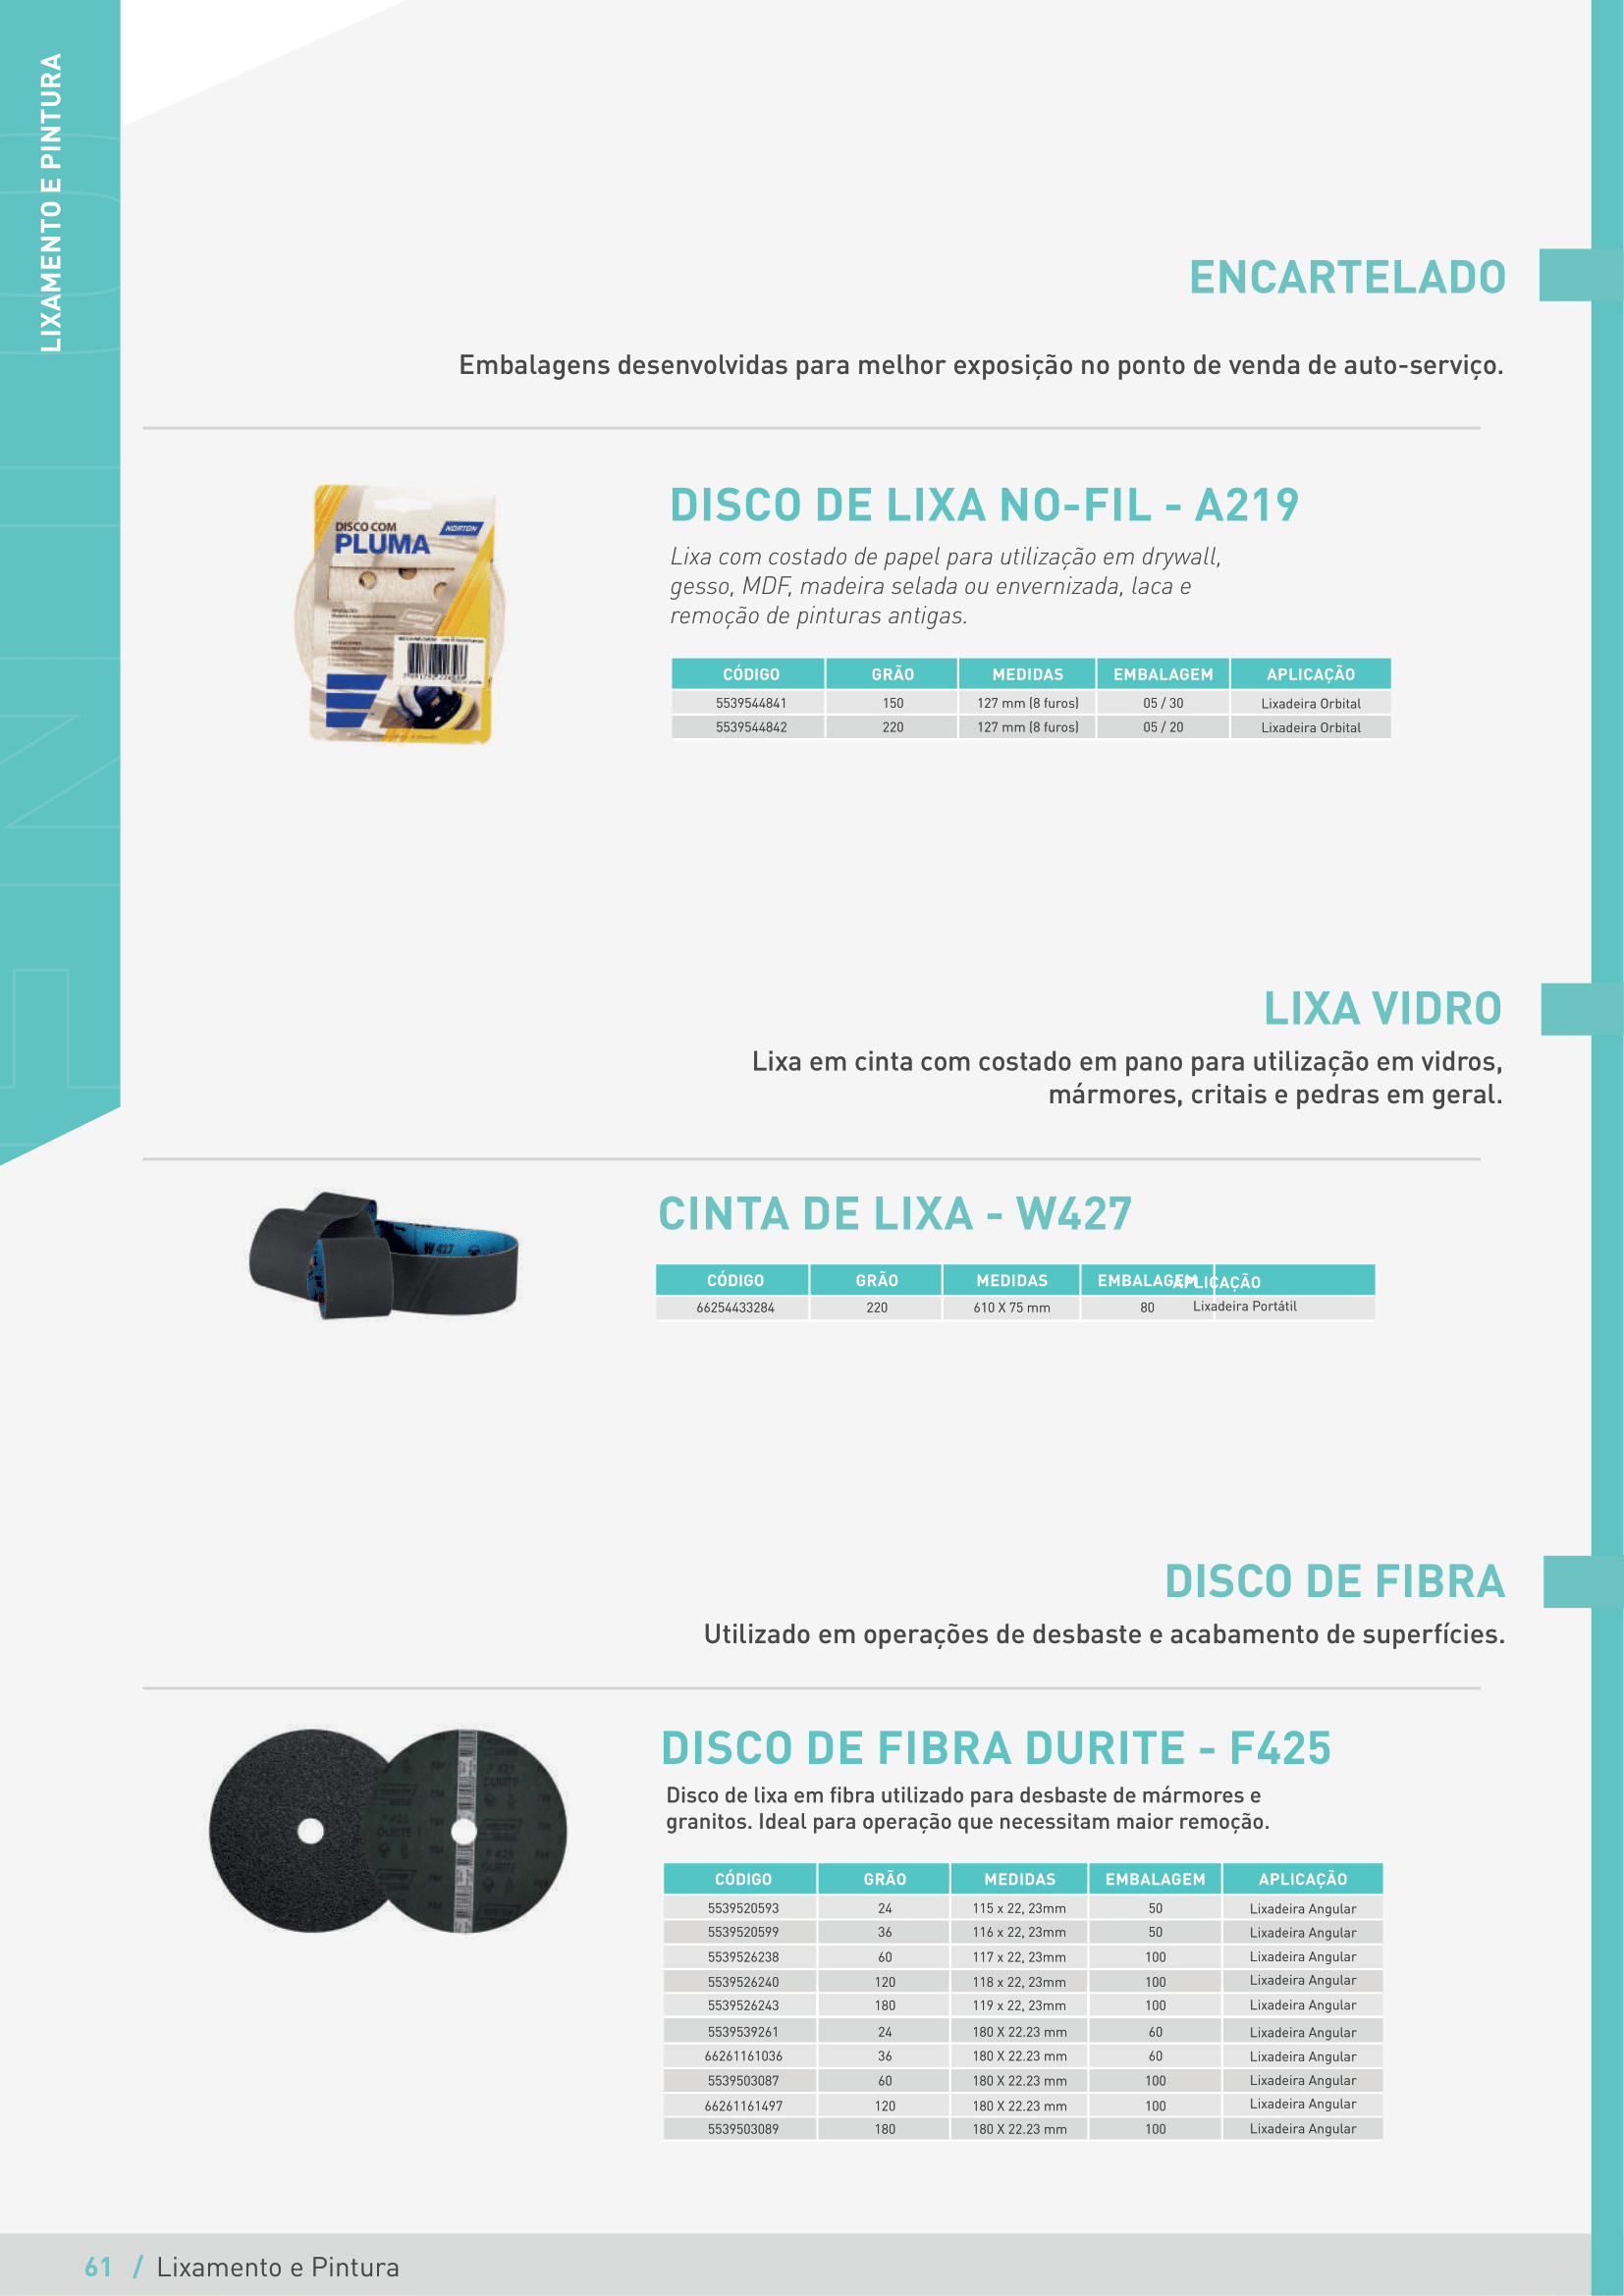 LIXAMENTO E PINTURA
ENCARTELADO
Embalagens desenvolvidas para melhor exposição no ponto de venda de auto-serviço.
DISCO COM
PLUMA
NORTON
DISCO DE LIXA NO-FIL - A219
Lixa com costado de papel para utilização em drywall,
gesso, MDF, madeira selada ou envernizada, laca e
remoção de pinturas antigas.
CÓDIGO GRÃO MEDIDAS EMBALAGEM APLICAÇÃO
5539544841 150 127 mm (8 furos) 05 / 30 Lixadeira Orbital
5539544842 220 127 mm (8 furos) 05 / 20 Lixadeira Orbital
LIXA VIDRO
Lixa em cinta com costado em pano para utilização em vidros,
mármores, critais e pedras em geral.
W427
CINTA DE LIXA - W427
CÓDIGO GRÃO MEDIDAS EMBALAGEM APLICAÇÃO
66254433284 220 610 X 75 mm 80 Lixadeira Portátil
DISCO DE FIBRA
Utilizado em operações de desbaste e acabamento de superfícies.
F 425
DURITE
DISCO DE FIBRA DURITE - F425
Disco de lixa em fibra utilizado para desbaste de mármores e
granitos. Ideal para operação que necessitam maior remoção.
CÓDIGO GRÃO MEDIDAS EMBALAGEM APLICAÇÃO
5539520593 24 115 x 22, 23mm 50 Lixadeira Angular
5539520599 36 116 x 22, 23mm 50 Lixadeira Angular
5539526238 60 117 x 22, 23mm 100 Lixadeira Angular
5539526240 120 118 x 22, 23mm 100 Lixadeira Angular
5539526243 180 119 x 22, 23mm 100 Lixadeira Angular
5539539261 24 180 X 22.23 mm 60 Lixadeira Angular
66261161036 36 180 X 22.23 mm 60 Lixadeira Angular
5539503087 60 180 X 22.23 mm 100 Lixadeira Angular
66261161497 120 180 X 22.23 mm 100 Lixadeira Angular
5539503089 180 180 X 22.23 mm 100 Lixadeira Angular
61 / Lixamento e Pintura